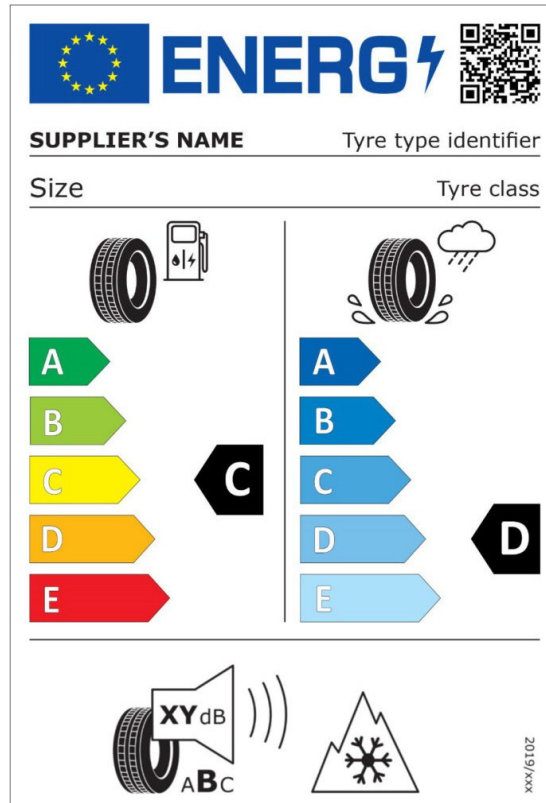 ENERG
SUPPLIER'S NAME Tyre type identifier
Size Tyre class
A A
B B
C C C
D D D
E E
XY dB
ABC
2019/xxx